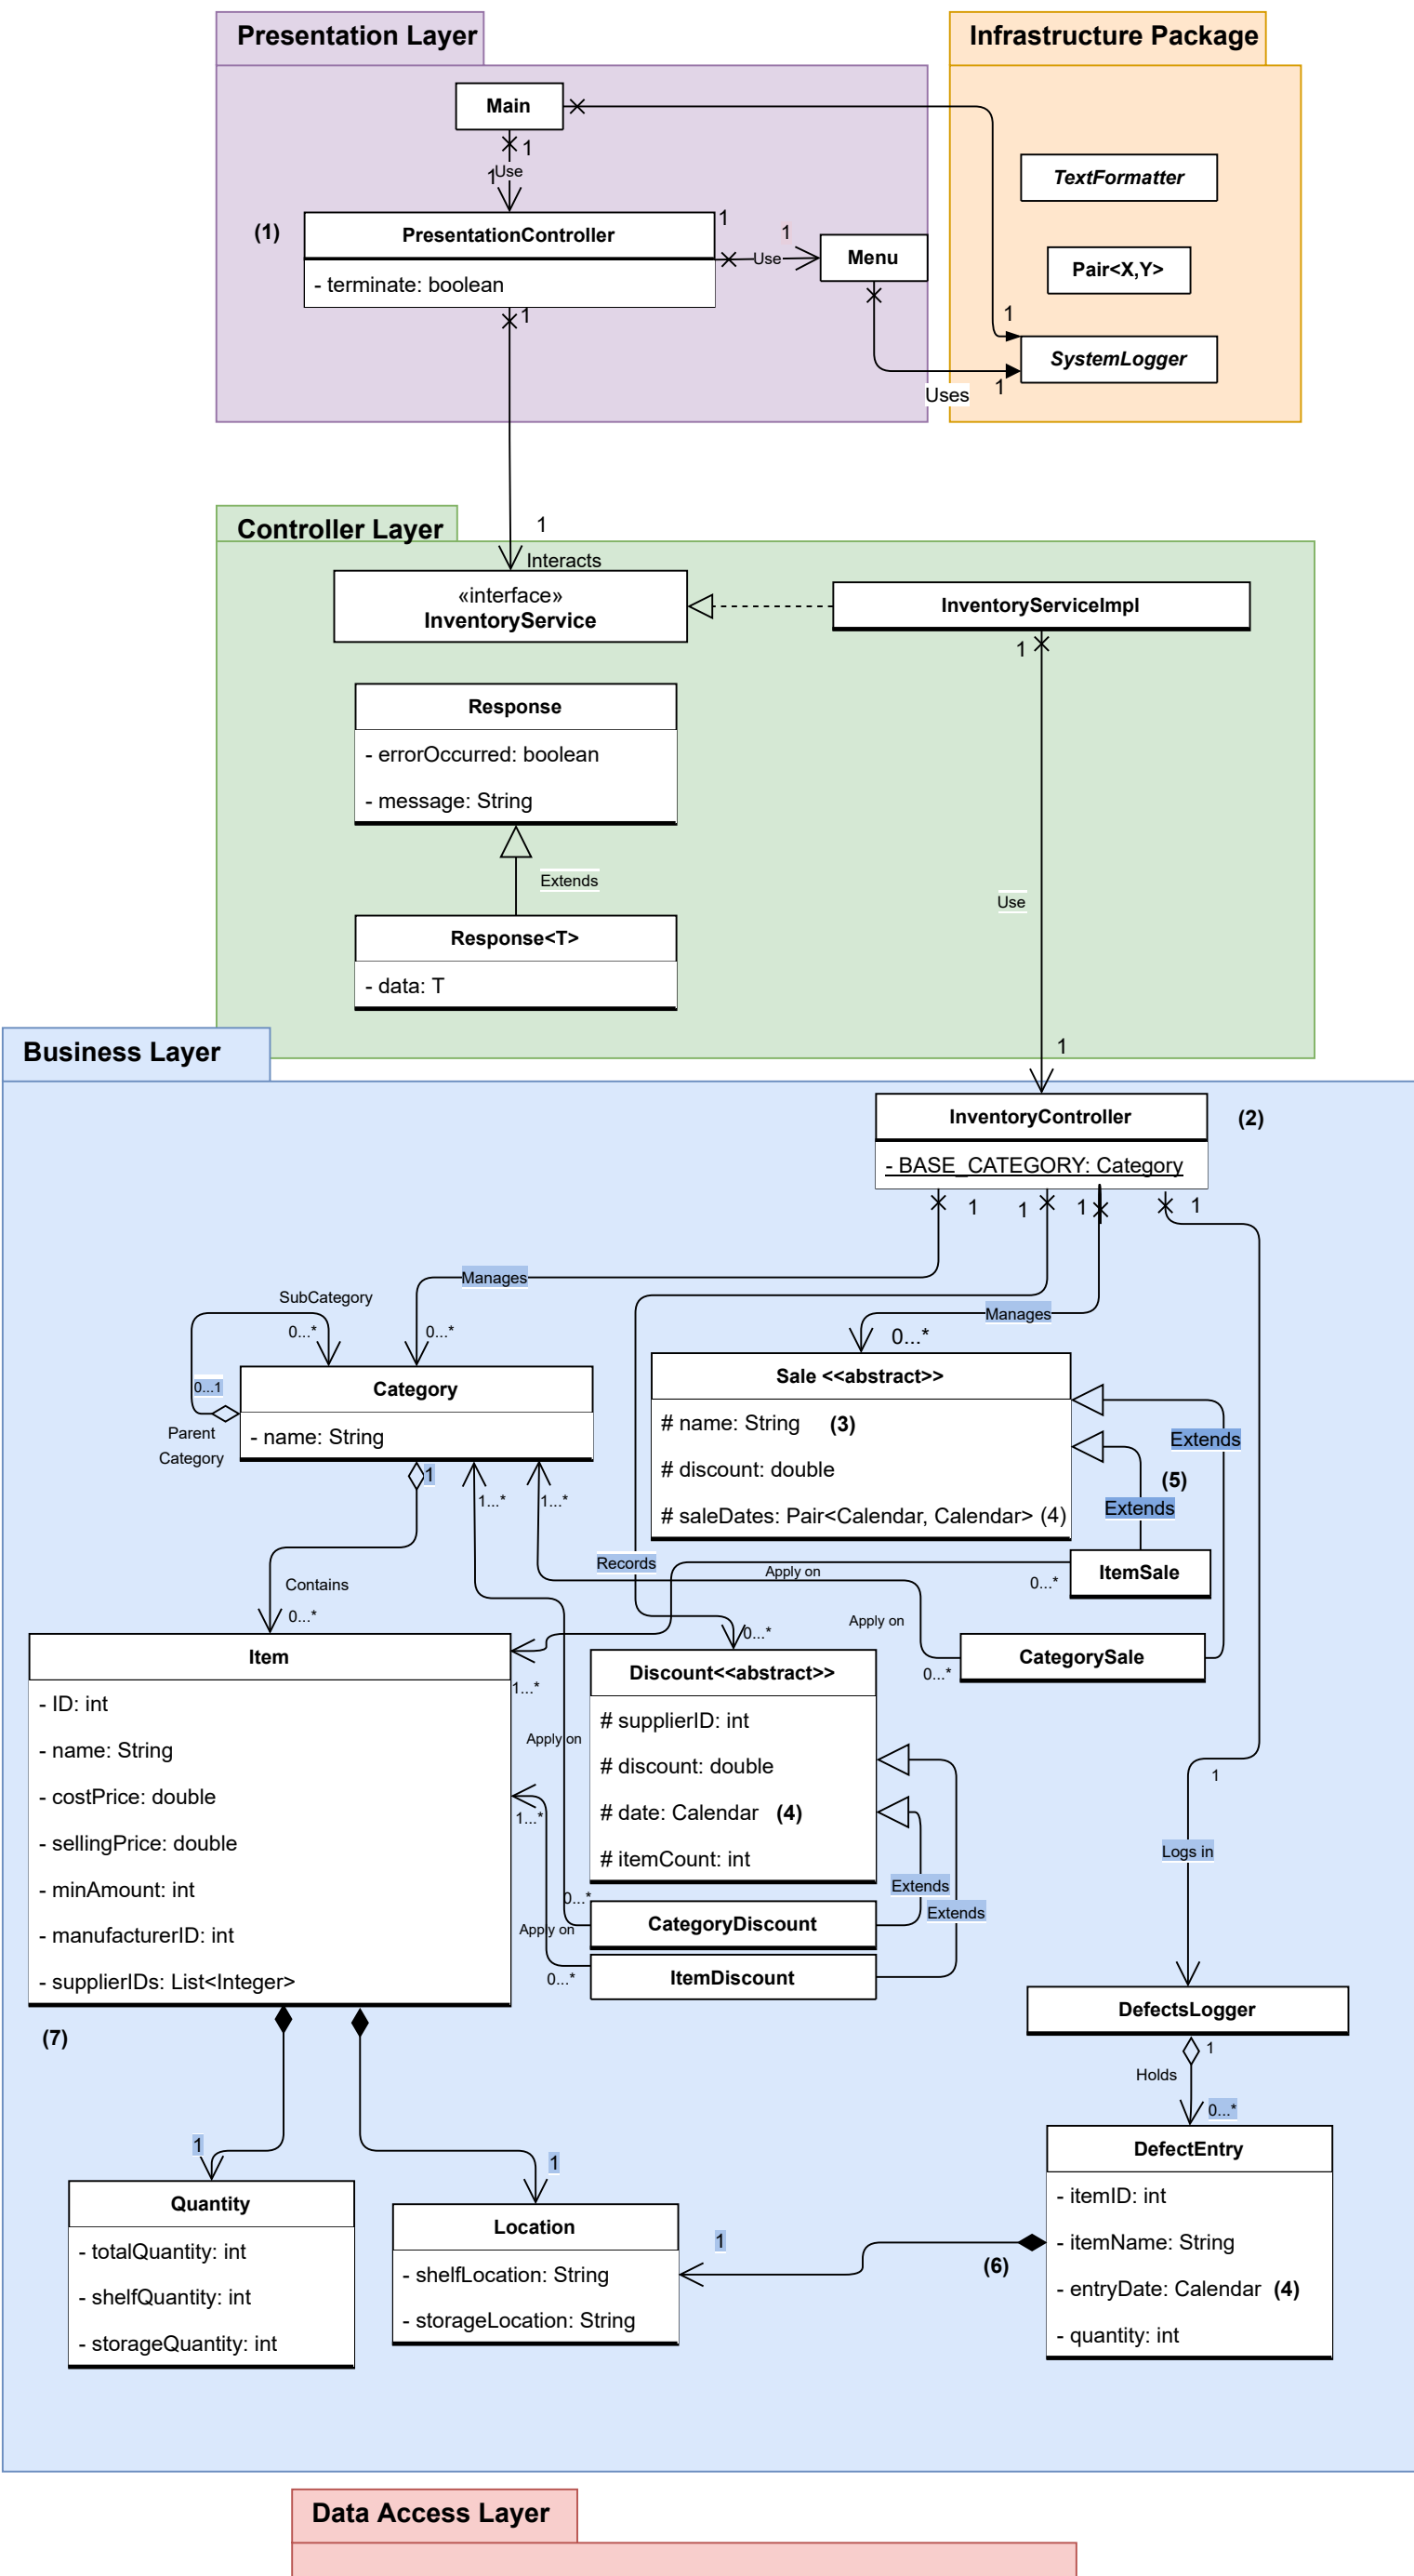 Presentation Layer
Infrastructure Package
Main
1
Use
1
TextFormatter
(1)
PresentationController
1
- terminate: boolean
Use
1
Menu
Pair<X,Y>
1
SystemLogger
1
Uses
1
1
Interacts
Controller Layer
«interface»
InventoryService
InventoryServiceImpl
1
Response
- errorOccurred: boolean
- message: String
Extends
Use
Response<T>
- data: T
1
Business Layer
InventoryController
(2)
- BASE_CATEGORY: Category
1
1
1
1
Manages
Manages
SubCategory
0...*
0...*
0...*
0...1
Parent
Category
Category
- name: String
1
1...*
1...*
Sale <<abstract>>
# name: String
(3)
# discount: double
# saleDates: Pair<Calendar, Calendar> (4)
Extends
(5)
Extends
Records
Apply on
0...*
ItemSale
Contains
0...*
Apply on
0...*
0...*
CategorySale
Item
- ID: int
- name: String
- costPrice: double
- sellingPrice: double
- minAmount: int
- manufacturerID: int
- supplierIDs: List<Integer>
1...*
Apply on
1...*
Discount<<abstract>>
# supplierID: int
# discount: double
# date: Calendar
(4)
# itemCount: int
Extends
Extends
0...*
CategoryDiscount
Apply on
0...*
ItemDiscount
1
Logs in
DefectsLogger
1
Holds
0...*
(7)
1
1
Quantity
- totalQuantity: int
- shelfQuantity: int
- storageQuantity: int
Location
- shelfLocation: String
- storageLocation: String
1
(6)
DefectEntry
- itemID: int
- itemName: String
- entryDate: Calendar
(4)
- quantity: int
Data Access Layer